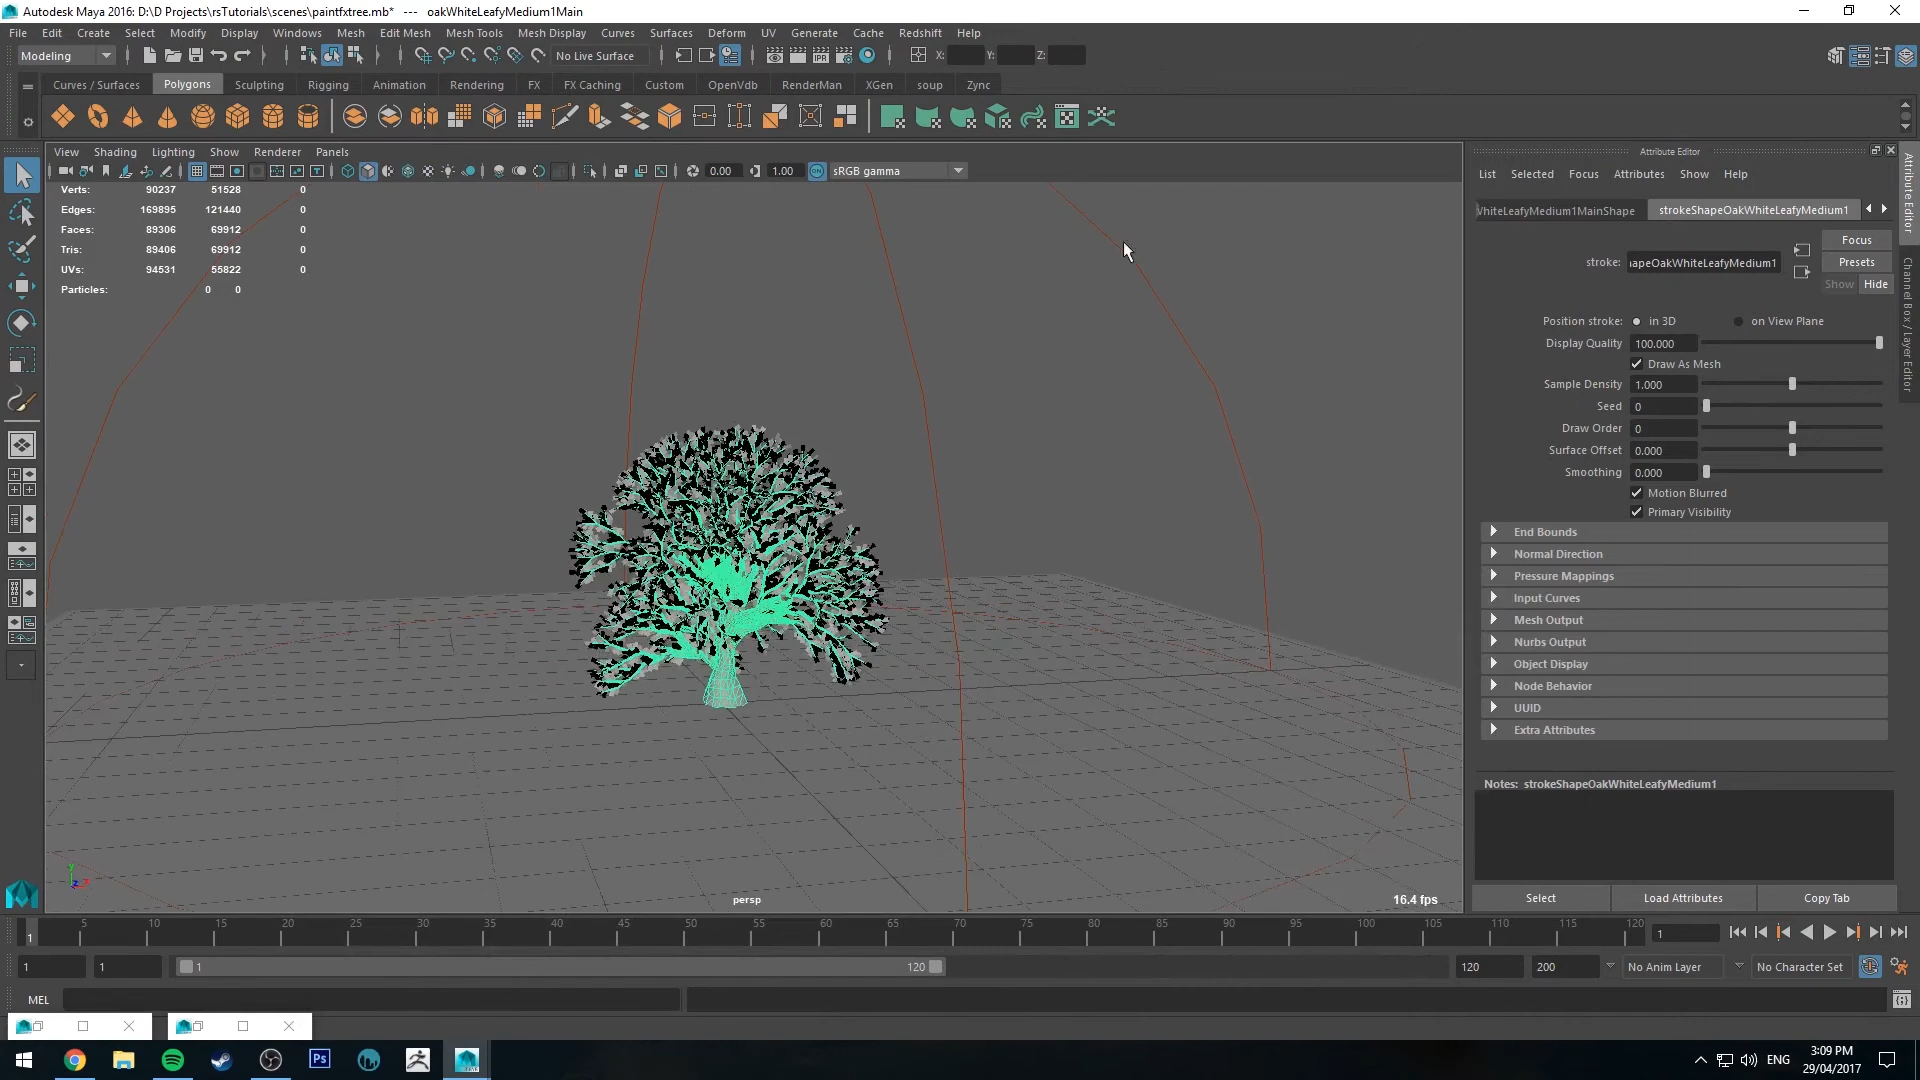 Autodesk Maya 2016: D:\D Projects\rsTutorials\scenes\paintfxtree.mb* --- oakWhiteLeafyMedium1Main
File Edit Create Select Modify Display Windows Mesh Edit Mesh Mesh Tools Mesh Display Curves Surfaces Deform UV Generate Cache Redshift Help
Modeling No Live Surface X: Y: Z:
Curves / Surfaces Polygons Sculpting Rigging Animation Rendering FX FX Caching Custom OpenVdb RenderMan XGen soup Zync
View Shading Lighting Show Renderer Panels
0.00 1.00 ON sRGB gamma
Verts: 90237 51528 0
Edges: 169895 121440 0
Faces: 89306 69912 0
Tris: 89406 69912 0
UVs: 94531 55822 0
Particles: 0 0
persp
16.4 fps
Attribute Editor
List Selected Focus Attributes Show Help
WhiteLeafyMedium1MainShape strokeShapeOakWhiteLeafyMedium1
Focus
stroke: apeOakWhiteLeafyMedium1 Presets
Show Hide
Position stroke: in 3D on View Plane
Display Quality 100.000
Draw As Mesh
Sample Density 1.000
Seed 0
Draw Order 0
Surface Offset 0.000
Smoothing 0.000
Motion Blurred
Primary Visibility
End Bounds
Normal Direction
Pressure Mappings
Input Curves
Mesh Output
Nurbs Output
Object Display
Node Behavior
UUID
Extra Attributes
Notes: strokeShapeOakWhiteLeafyMedium1
Select Load Attributes Copy Tab
Attribute Editor
Channel Box / Layer Editor
1 5 10 15 20 25 30 35 40 45 50 55 60 65 70 75 80 85 90 95 100 105 110 115 120 1
1 1 1 120 120 200 No Anim Layer No Character Set
MEL
Ps ENG 3:09 PM
29/04/2017